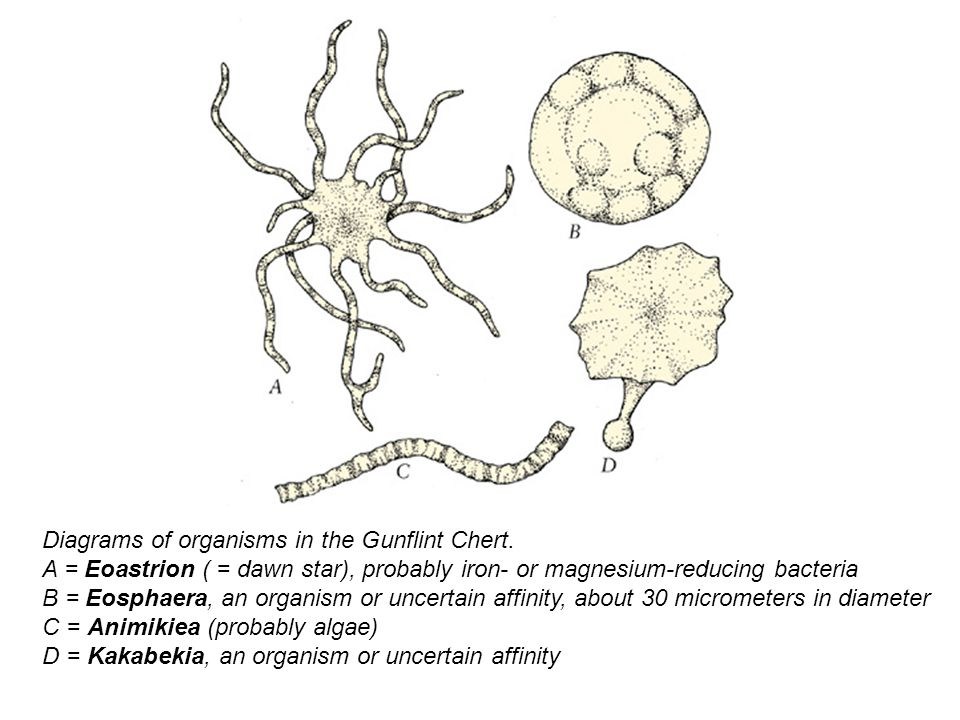 A
B
C
D
Diagrams of organisms in the Gunflint Chert.
A = Eoastrion ( = dawn star), probably iron- or magnesium-reducing bacteria
B = Eosphaera, an organism or uncertain affinity, about 30 micrometers in diameter
C = Animikiea (probably algae)
D = Kakabekia, an organism or uncertain affinity